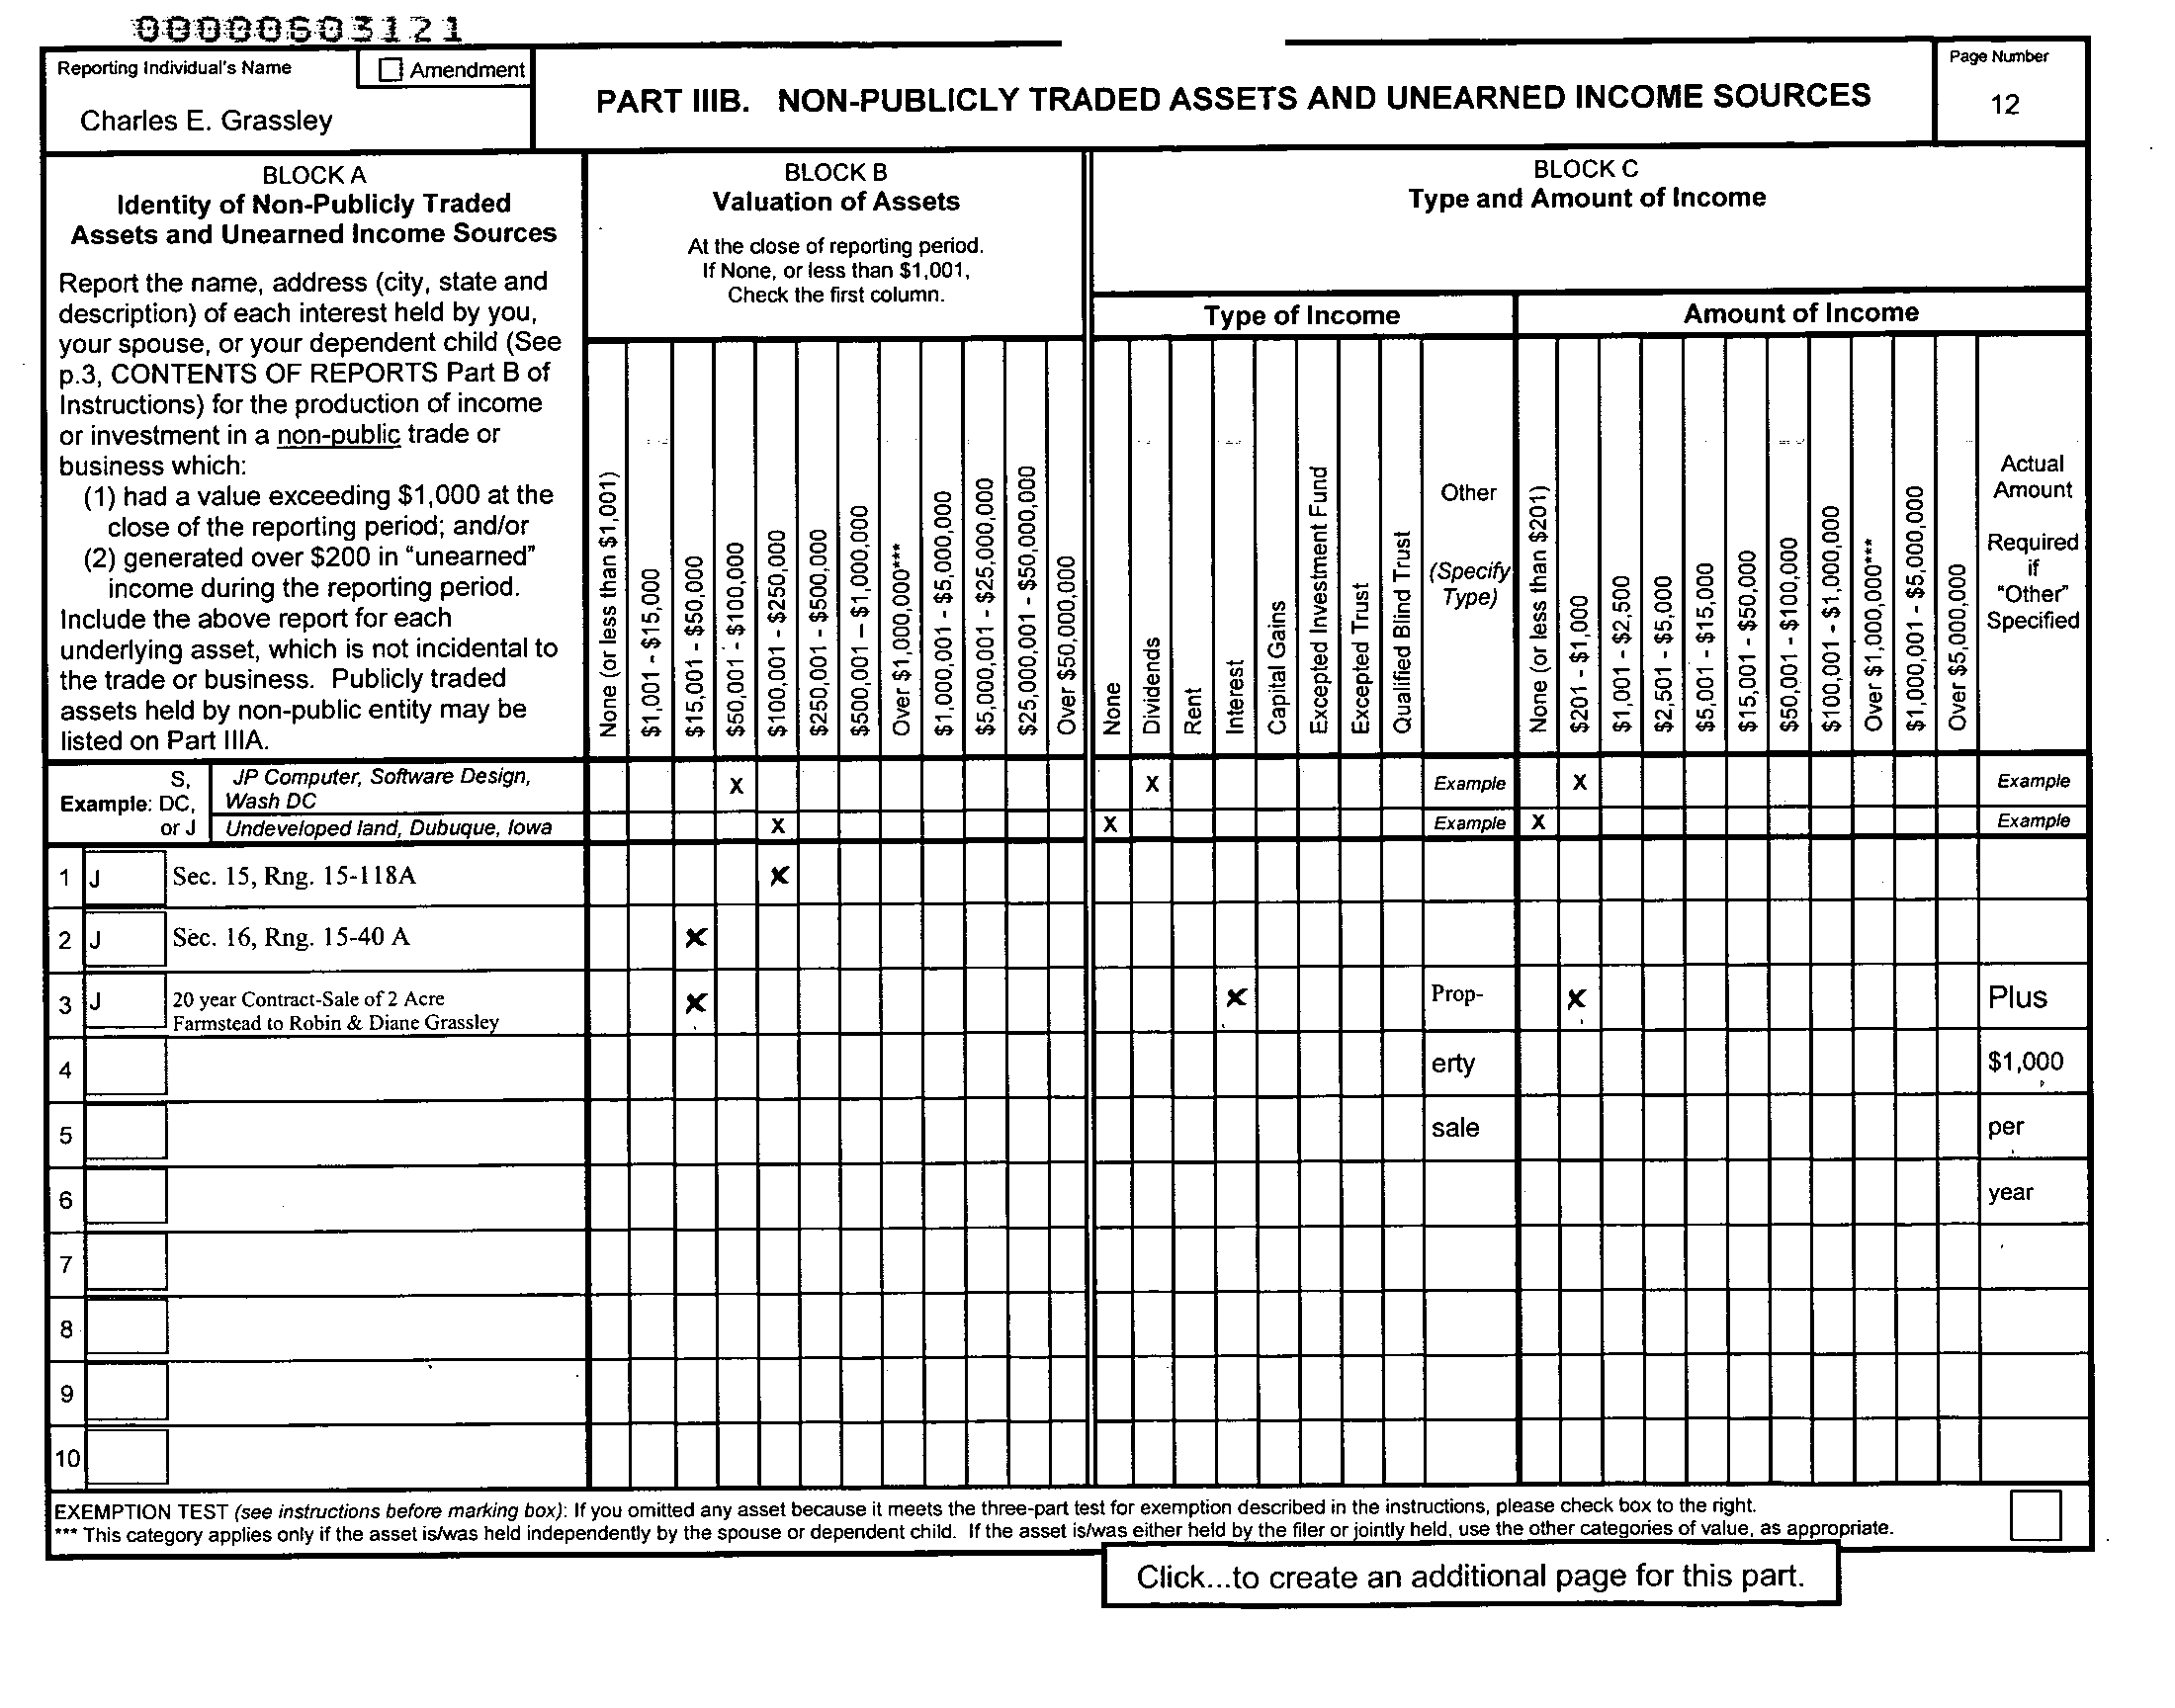 00000603121
Reporting Individual's Name
Amendment
Charles E. Grassley
PART IIIB. NON-PUBLICLY TRADED ASSETS AND UNEARNED INCOME SOURCES
Page Number
12
BLOCK A
Identity of Non-Publicly Traded
Assets and Unearned Income Sources
Report the name, address (city, state and
description) of each interest held by you,
your spouse, or your dependent child (See
p.3, CONTENTS OF REPORTS Part B of
Instructions) for the production of income
or investment in a non-public trade or
business which:
(1) had a value exceeding $1,000 at the
close of the reporting period; and/or
(2) generated over $200 in "unearned"
income during the reporting period.
Include the above report for each
underlying asset, which is not incidental to
the trade or business. Publicly traded
assets held by non-public entity may be
listed on Part IIIA.
BLOCK B
Valuation of Assets
At the close of reporting period.
If None, or less than $1,001,
Check the first column.
None (or less than $1,001)
$1,001 - $15,000
$15,001 - $50,000
$50,001 - $100,000
$100,001 - $250,000
$250,001 - $500,000
$500,001 – $1,000,000
Over $1,000,000***
$1,000,001 - $5,000,000
$5,000,001 - $25,000,000
$25,000,001 - $50,000,000
Over $50,000,000
BLOCK C
Type and Amount of Income
Type of Income
Amount of Income
None
Dividends
Rent
Interest
Capital Gains
Excepted Investment Fund
Excepted Trust
Qualified Blind Trust
Other
(Specify
Type)
None (or less than $201)
$201 - $1,000
$1,001 - $2,500
$2,501 - $5,000
$5,001 - $15,000
$15,001 - $50,000
$50,001 - $100,000
$100,001 - $1,000,000
Over $1,000,000***
$1,000,001 - $5,000,000
Over $5,000,000
Actual
Amount
Required
if
"Other"
Specified
Example:
S,
DC,
or J
JP Computer, Software Design,
Wash DC
X X Example X Example
Undeveloped land, Dubuque, Iowa X X Example X Example
1 J Sec. 15, Rng. 15-118A X
2 J Sec. 16, Rng. 15-40 A X
3 J 20 year Contract-Sale of 2 Acre
Farmstead to Robin & Diane Grassley
X X Prop- X Plus
4 erty $1,000
5 sale per
6 year
7
8
9
10
EXEMPTION TEST (see instructions before marking box): If you omitted any asset because it meets the three-part test for exemption described in the instructions, please check box to the right.
*** This category applies only if the asset is/was held independently by the spouse or dependent child. If the asset is/was either held by the filer or jointly held, use the other categories of value, as appropriate.
Click...to create an additional page for this part.